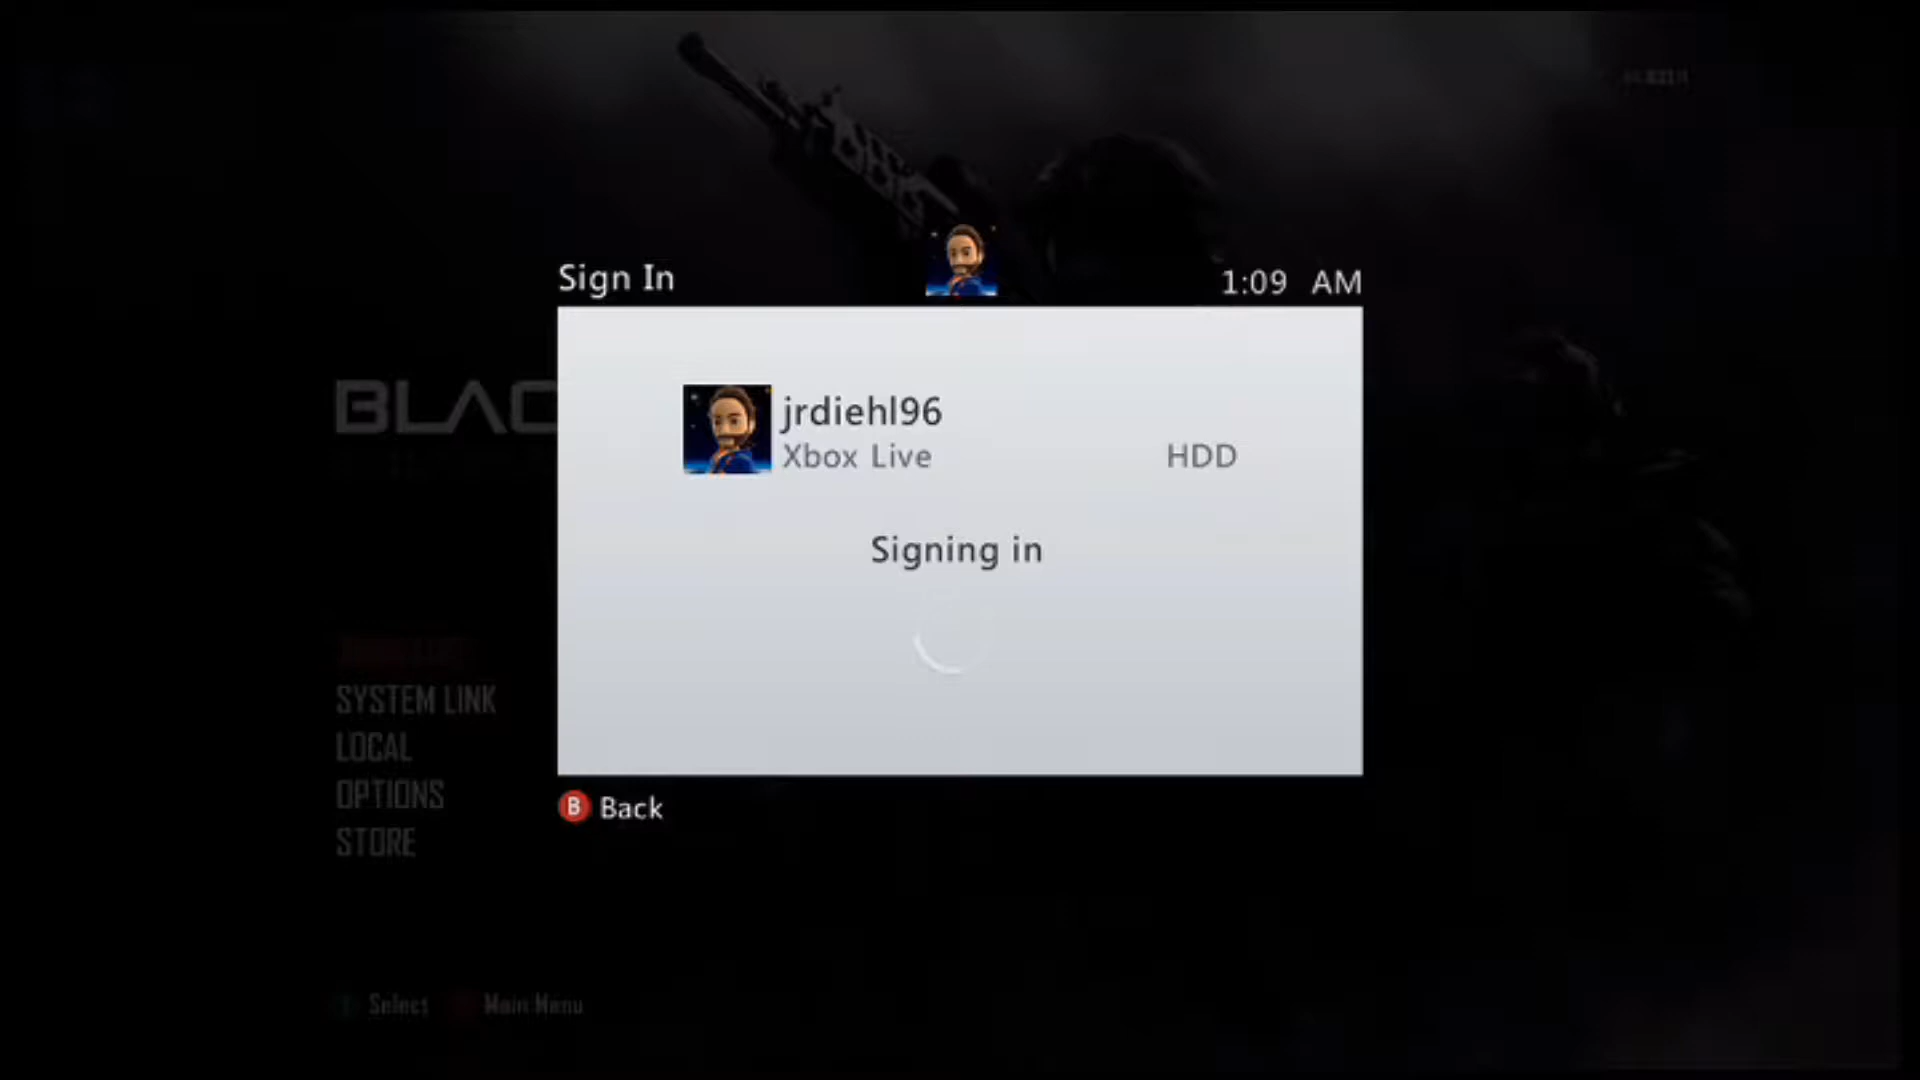 Sign In
1:09 AM
jrdiehl96
Xbox Live
HDD
Signing in
BLAC
SYSTEM LINK
LOCAL
OPTIONS
STORE
B Back
Select
Main Menu